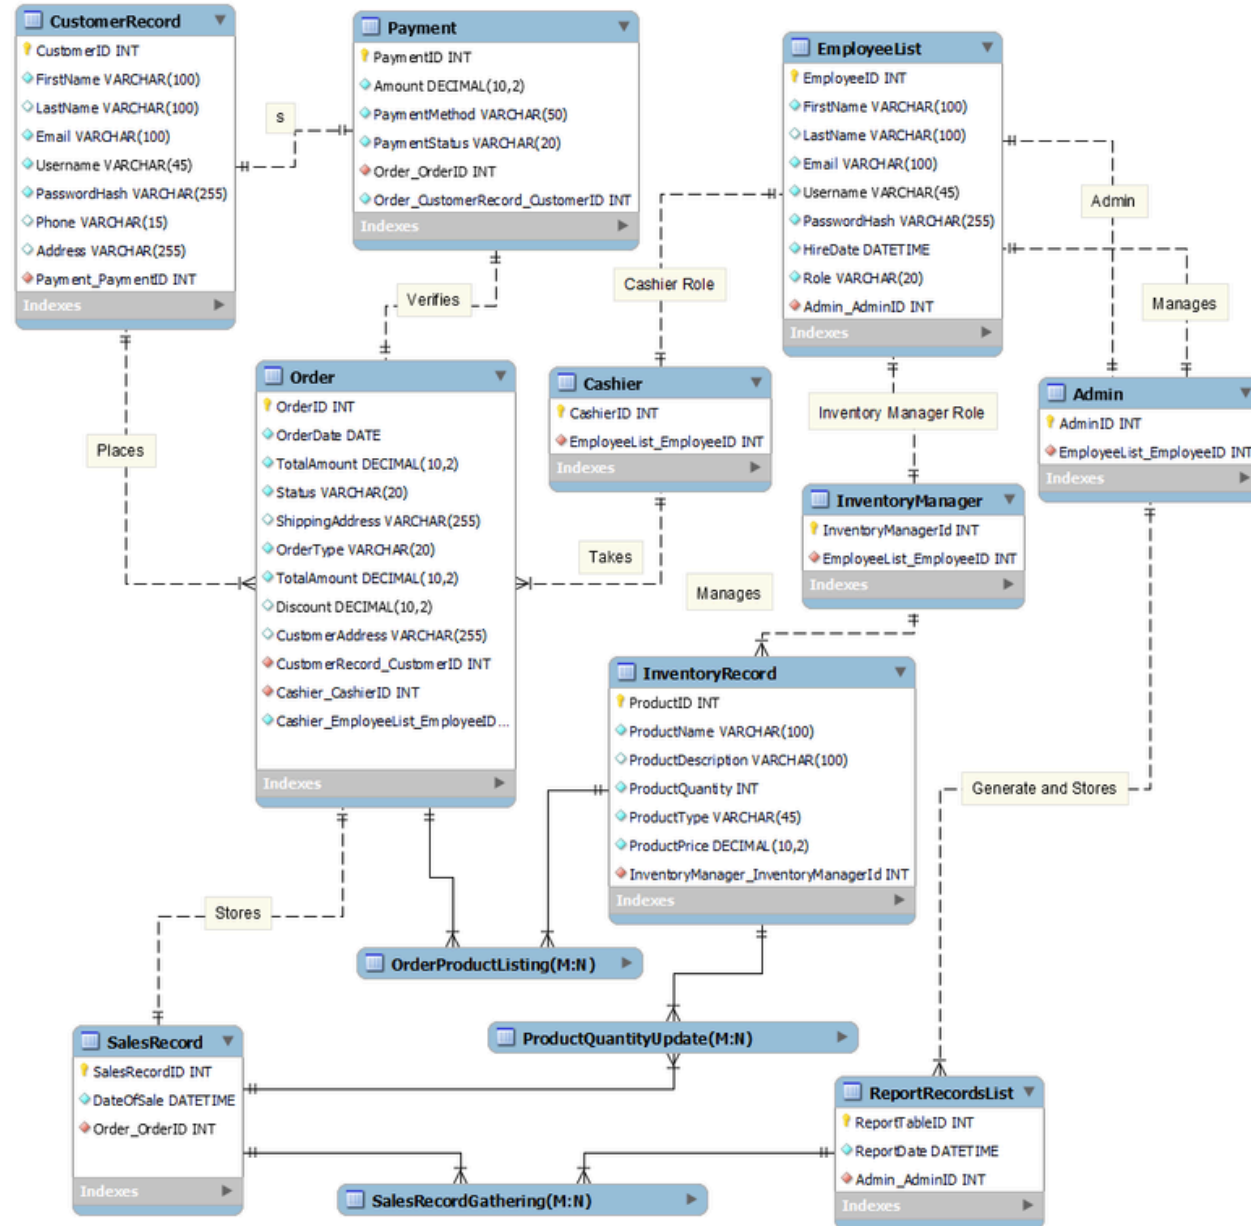 CustomerRecord
CustomerID INT
FirstName VARCHAR(100)
LastName VARCHAR(100)
Email VARCHAR(100)
Username VARCHAR(45)
PasswordHash VARCHAR(255)
Phone VARCHAR(15)
Address VARCHAR(255)
Payment_PaymentID INT
Indexes
s
Payment
PaymentID INT
Amount DECIMAL(10,2)
PaymentMethod VARCHAR(50)
PaymentStatus VARCHAR(20)
Order_OrderID INT
Order_CustomerRecord_CustomerID INT
Indexes
EmployeeList
EmployeeID INT
FirstName VARCHAR(100)
LastName VARCHAR(100)
Email VARCHAR(100)
Username VARCHAR(45)
PasswordHash VARCHAR(255)
HireDate DATETIME
Role VARCHAR(20)
Admin_AdminID INT
Indexes
Admin
Manages
Cashier Role
Verifies
Places
Order
OrderID INT
OrderDate DATE
TotalAmount DECIMAL(10,2)
Status VARCHAR(20)
ShippingAddress VARCHAR(255)
OrderType VARCHAR(20)
TotalAmount DECIMAL(10,2)
Discount DECIMAL(10,2)
CustomerAddress VARCHAR(255)
CustomerRecord_CustomerID INT
Cashier_CashierID INT
Cashier_EmployeeList_EmployeeID...
Indexes
Cashier
CashierID INT
EmployeeList_EmployeeID INT
Indexes
Takes
Inventory Manager Role
Admin
AdminID INT
EmployeeList_EmployeeID INT
Indexes
InventoryManager
InventoryManagerId INT
EmployeeList_EmployeeID INT
Indexes
Manages
InventoryRecord
ProductID INT
ProductName VARCHAR(100)
ProductDescription VARCHAR(100)
ProductQuantity INT
ProductType VARCHAR(45)
ProductPrice DECIMAL(10,2)
InventoryManager_InventoryManagerId INT
Indexes
Generate and Stores
Stores
OrderProductListing(M:N)
ProductQuantityUpdate(M:N)
SalesRecord
SalesRecordID INT
DateOfSale DATETIME
Order_OrderID INT
Indexes
ReportRecordsList
ReportTableID INT
ReportDate DATETIME
Admin_AdminID INT
Indexes
SalesRecordGathering(M:N)